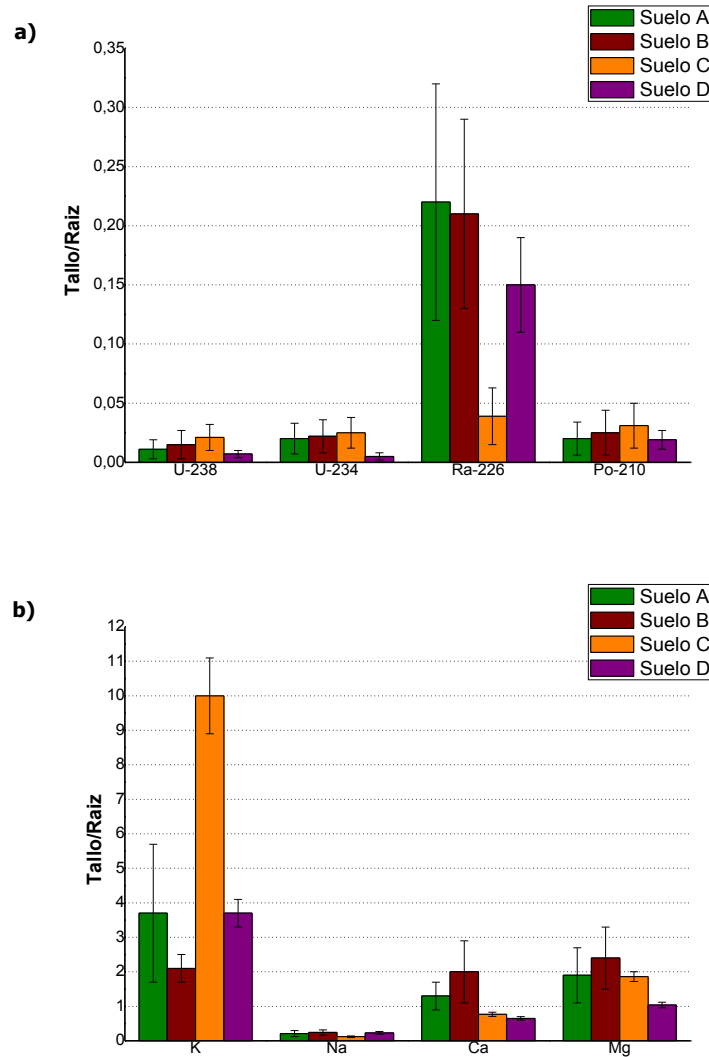 a)
Suelo A
Suelo B
Suelo C
Suelo D
0,35
0,30
0,25
0,20
0,15
0,10
0,05
0,00
Tallo/Raiz
U-238 U-234 Ra-226 Po-210
b)
Suelo A
Suelo B
Suelo C
Suelo D
12
11
10
9
8
7
6
5
4
3
2
1
0
Tallo/Raiz
K Na Ca Mg